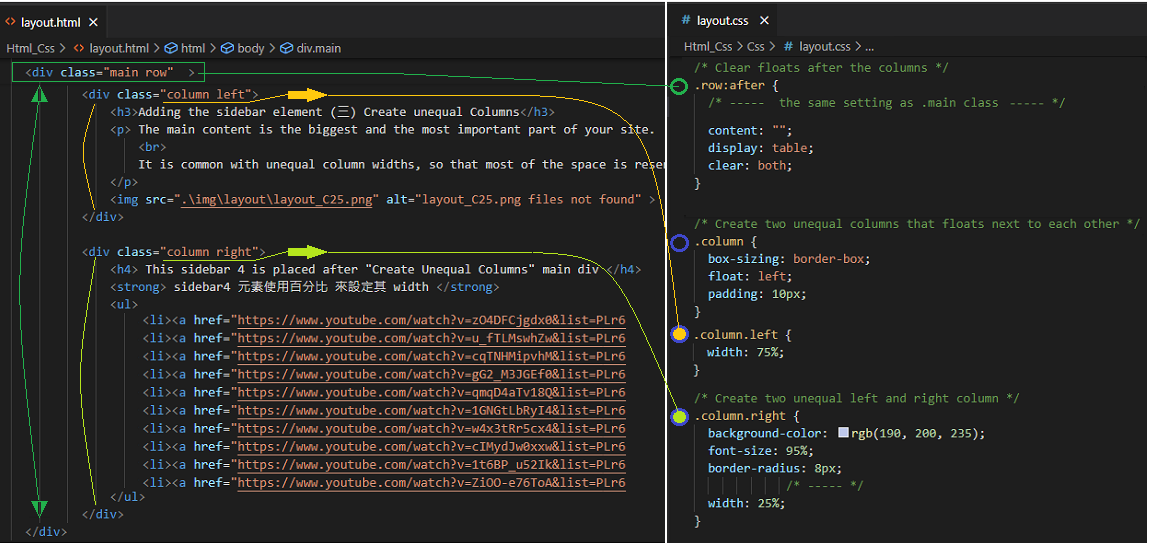 layout.html
Html_Css > layout.html > html > body > div.main
<div class="main row" >
<div class="column left">
<h3>Adding the sidebar element (三) Create unequal Columns</h3>
<p> The main content is the biggest and the most important part of your site.
<br>
It is common with unequal column widths, so that most of the space is reser
</p>
<img src=".\img\layout\layout_C25.png" alt="layout_C25.png files not found" >
</div>
<div class="column right">
<h4> This sidebar 4 is placed after "Create Unequal Columns" main div </h4>
<strong> sidebar4 元素使用百分比 來設定其 width </strong>
<ul>
<li><a href="https://www.youtube.com/watch?v=zO4DFCjgdx0&list=PLr6
<li><a href="https://www.youtube.com/watch?v=u_fTLMswhZw&list=PLr6
<li><a href="https://www.youtube.com/watch?v=cqTNHMipvhM&list=PLr6
<li><a href="https://www.youtube.com/watch?v=gG2_M3JGEf0&list=PLr6
<li><a href="https://www.youtube.com/watch?v=qmqD4aTv18Q&list=PLr6
<li><a href="https://www.youtube.com/watch?v=1GNGtLbRyI4&list=PLr6
<li><a href="https://www.youtube.com/watch?v=w4x3tRr5cx4&list=PLr6
<li><a href="https://www.youtube.com/watch?v=cIMydJw0xxw&list=PLr6
<li><a href="https://www.youtube.com/watch?v=1t6BP_u52Ik&list=PLr6
<li><a href="https://www.youtube.com/watch?v=ZiOO-e76ToA&list=PLr6
</ul>
</div>
</div>
# layout.css
Html_Css > Css > # layout.css > ...
/* Clear floats after the columns */
.row:after {
/* ----- the same setting as .main class ----- */
content: "";
display: table;
clear: both;
}
/* Create two unequal columns that floats next to each other */
.column {
box-sizing: border-box;
float: left;
padding: 10px;
}
.column.left {
width: 75%;
}
/* Create two unequal left and right column */
.column.right {
background-color: rgb(190, 200, 235);
font-size: 95%;
border-radius: 8px;
/* ----- */
width: 25%;
}